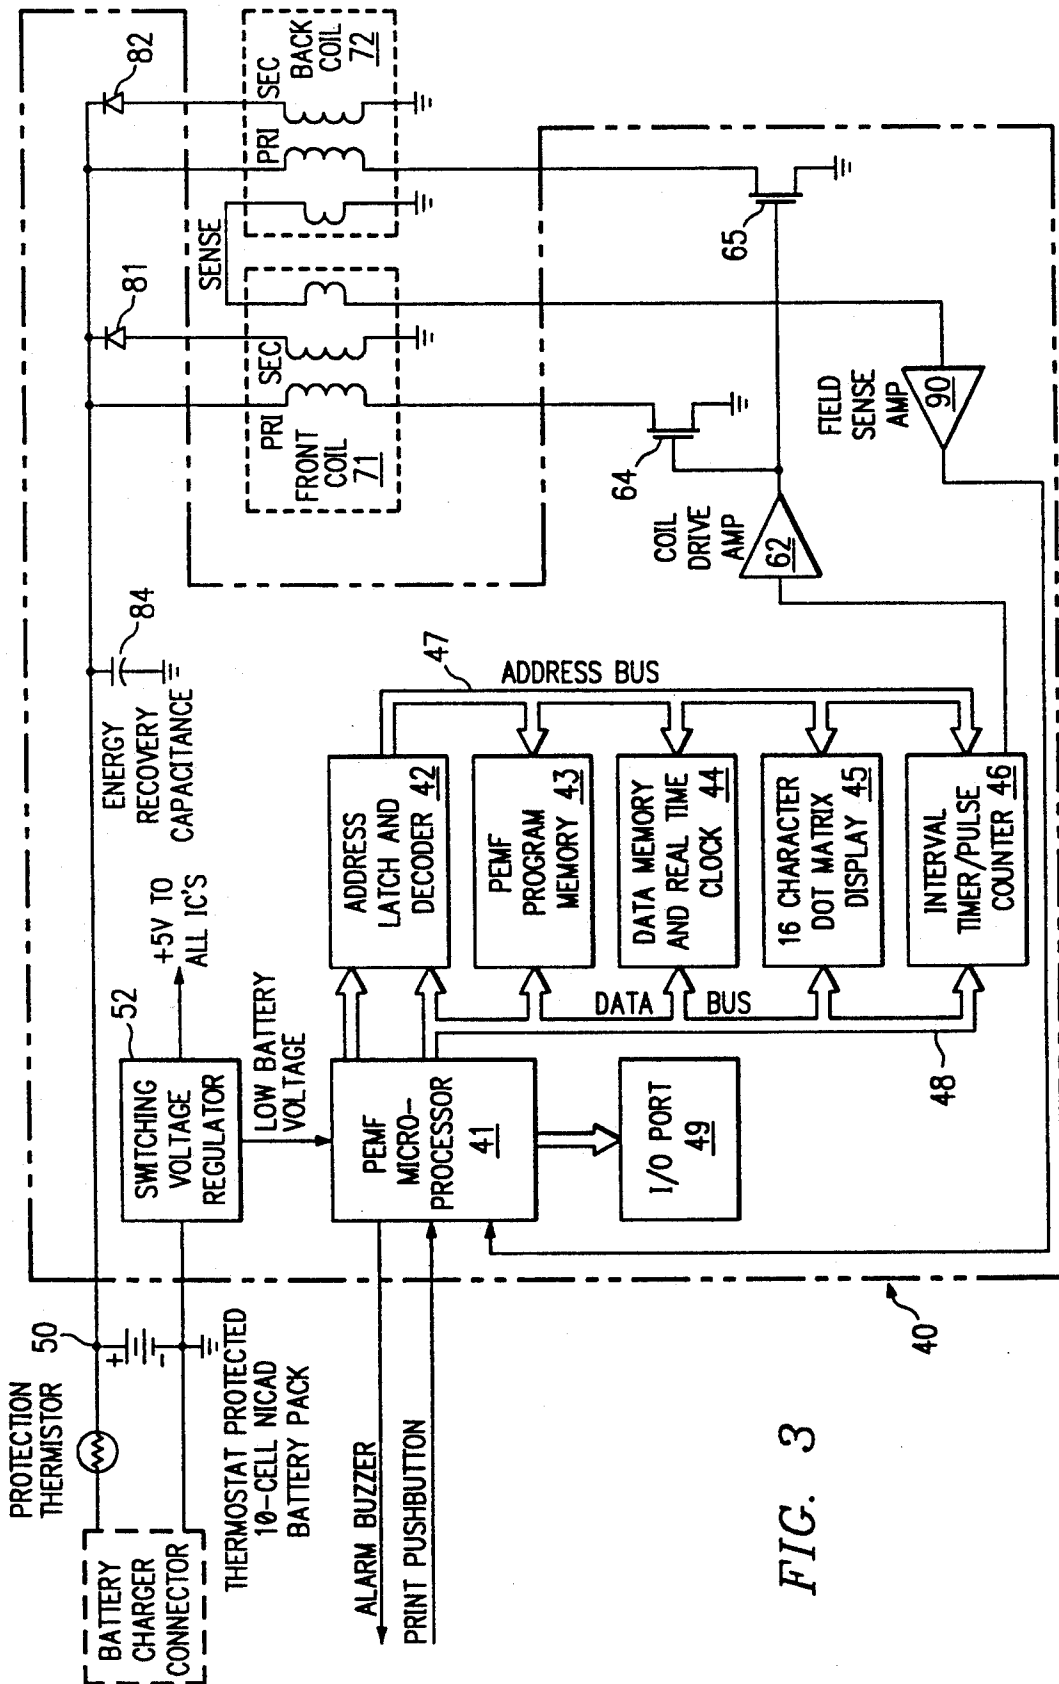 BATTERY
CHARGER
CONNECTOR
PROTECTION
THERMISTOR
50
+
-
THERMOSTAT PROTECTED
10-CELL NICAD
BATTERY PACK
ALARM BUZZER
PRINT PUSHBUTTON
40
52
SWITCHING
VOLTAGE
REGULATOR
+5V TO
ALL IC'S
LOW BATTERY
VOLTAGE
PEMF
MICRO-
PROCESSOR
41
I/O PORT
49
ENERGY
RECOVERY
CAPACITANCE
84
ADDRESS
LATCH AND
DECODER 42
PEMF
PROGRAM
MEMORY 43
DATA MEMORY
AND REAL TIME
CLOCK 44
16 CHARACTER
DOT MATRIX
DISPLAY 45
INTERVAL
TIMER/PULSE
COUNTER 46
47
ADDRESS BUS
DATA BUS
48
COIL
DRIVE
AMP
62
64
65
FIELD
SENSE
AMP
90
81
82
SENSE
PRI
SEC
FRONT
COIL
71
PRI
SEC
BACK
COIL
72
FIG. 3